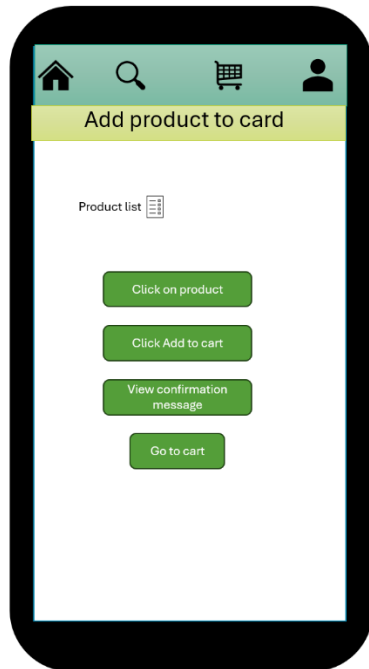 Add product to card
Product list
Click on product
Click Add to cart
View confirmation
message
Go to cart